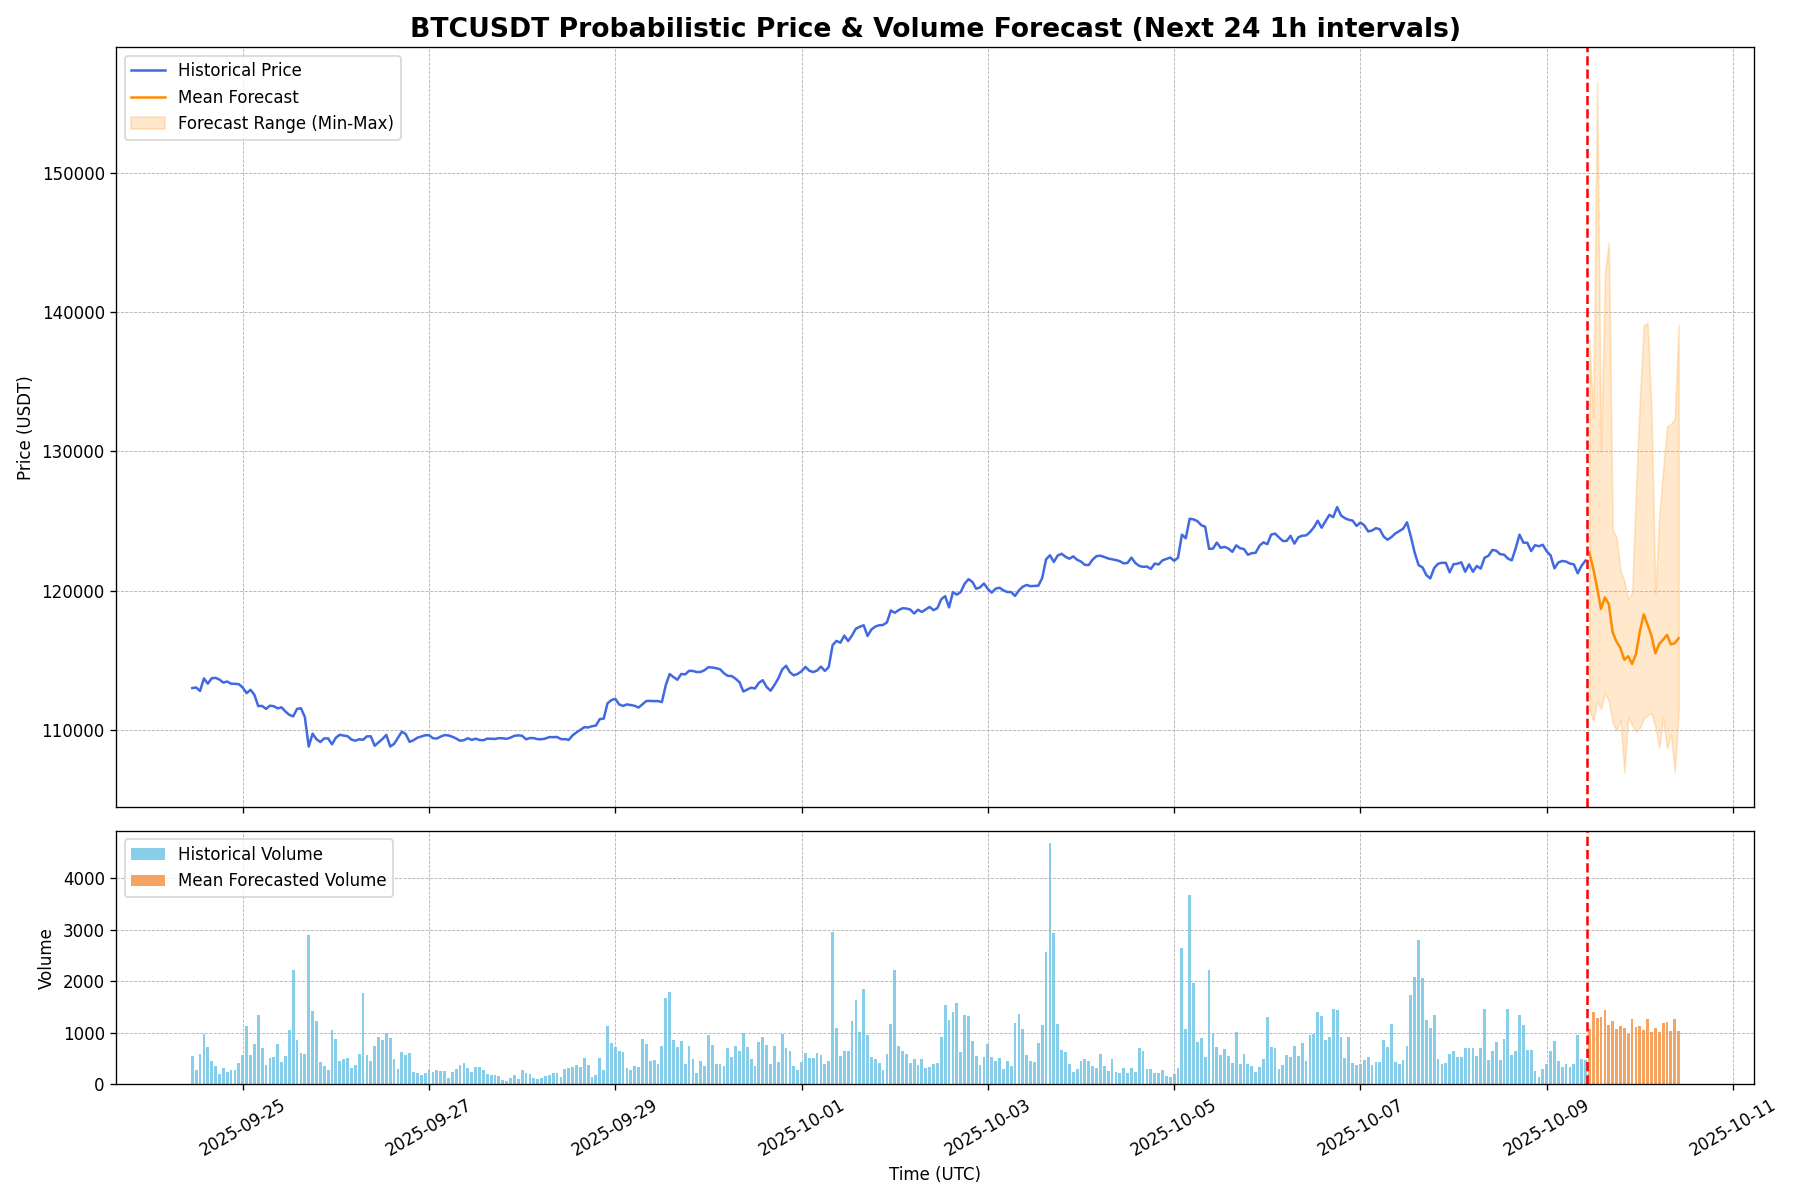 BTCUSDT Probabilistic Price & Volume Forecast (Next 24 1h intervals)
Historical Price
Mean Forecast
Forecast Range (Min-Max)
150000
140000
130000
120000
110000
Price (USDT)
Historical Volume
Mean Forecasted Volume
4000
3000
2000
1000
0
Volume
2025-09-25
2025-09-27
2025-09-29
2025-10-01
2025-10-03
2025-10-05
2025-10-07
2025-10-09
2025-10-11
Time (UTC)